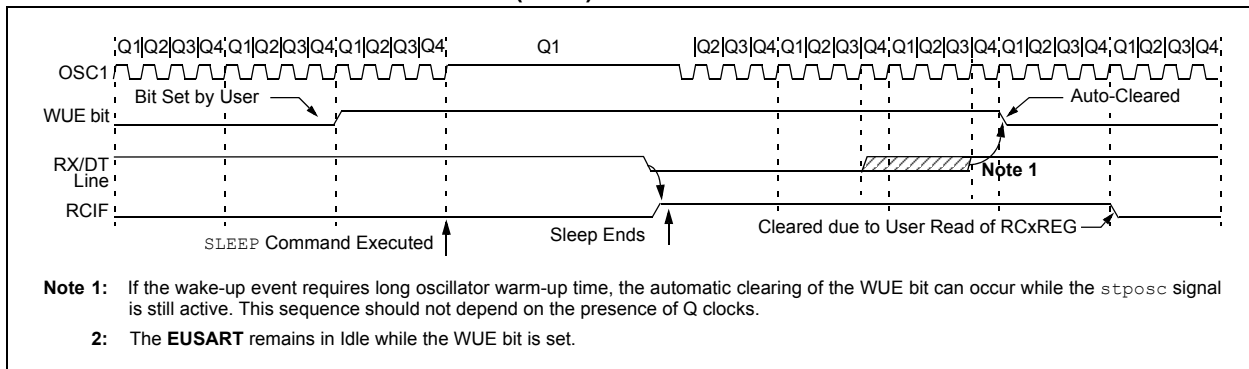 Q1 Q2 Q3 Q4 Q1 Q2 Q3 Q4 Q1 Q2 Q3 Q4 Q1 Q2 Q3 Q4 Q1 Q2 Q3 Q4 Q1 Q2 Q3 Q4 Q1 Q2 Q3 Q4 Q1 Q2 Q3 Q4
OSC1
Bit Set by User
Auto-Cleared
WUE bit
RX/DT
Line
Note 1
RCIF
SLEEP Command Executed
Sleep Ends
Cleared due to User Read of RCxREG
Note 1: If the wake-up event requires long oscillator warm-up time, the automatic clearing of the WUE bit can occur while the stposc signal
is still active. This sequence should not depend on the presence of Q clocks.
2: The EUSART remains in Idle while the WUE bit is set.